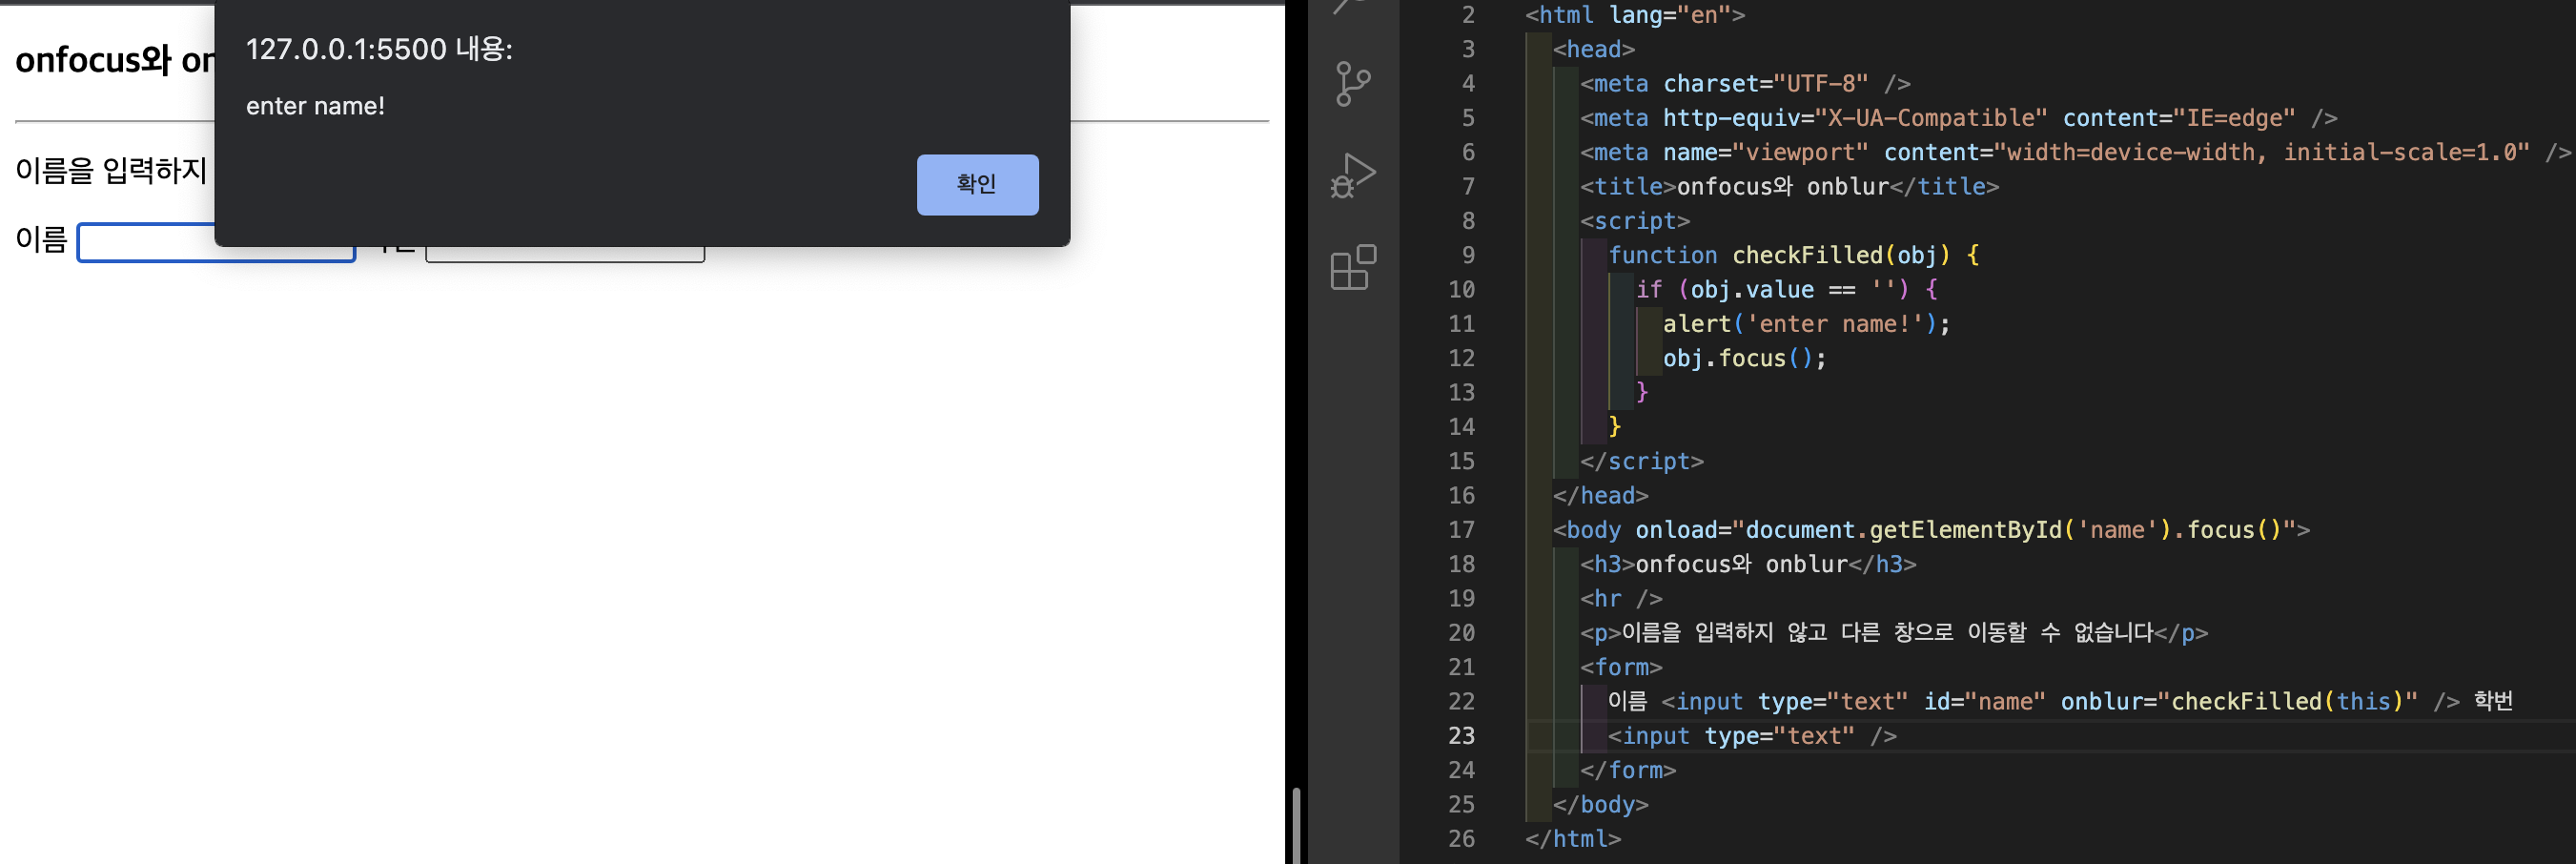 onfocus와 on
127.0.0.1:5500 내용:
enter name!
확인
이름을 입력하지
이름
2 <html lang="en">
3 <head>
4 <meta charset="UTF-8" />
5 <meta http-equiv="X-UA-Compatible" content="IE=edge" />
6 <meta name="viewport" content="width=device-width, initial-scale=1.0" />
7 <title>onfocus와 onblur</title>
8 <script>
9 function checkFilled(obj) {
10 if (obj.value == '') {
11 alert('enter name!');
12 obj.focus();
13 }
14 }
15 </script>
16 </head>
17 <body onload="document.getElementById('name').focus()">
18 <h3>onfocus와 onblur</h3>
19 <hr />
20 <p>이름을 입력하지 않고 다른 창으로 이동할 수 없습니다</p>
21 <form>
22 이름 <input type="text" id="name" onblur="checkFilled(this)" /> 학번
23 <input type="text" />
24 </form>
25 </body>
26 </html>